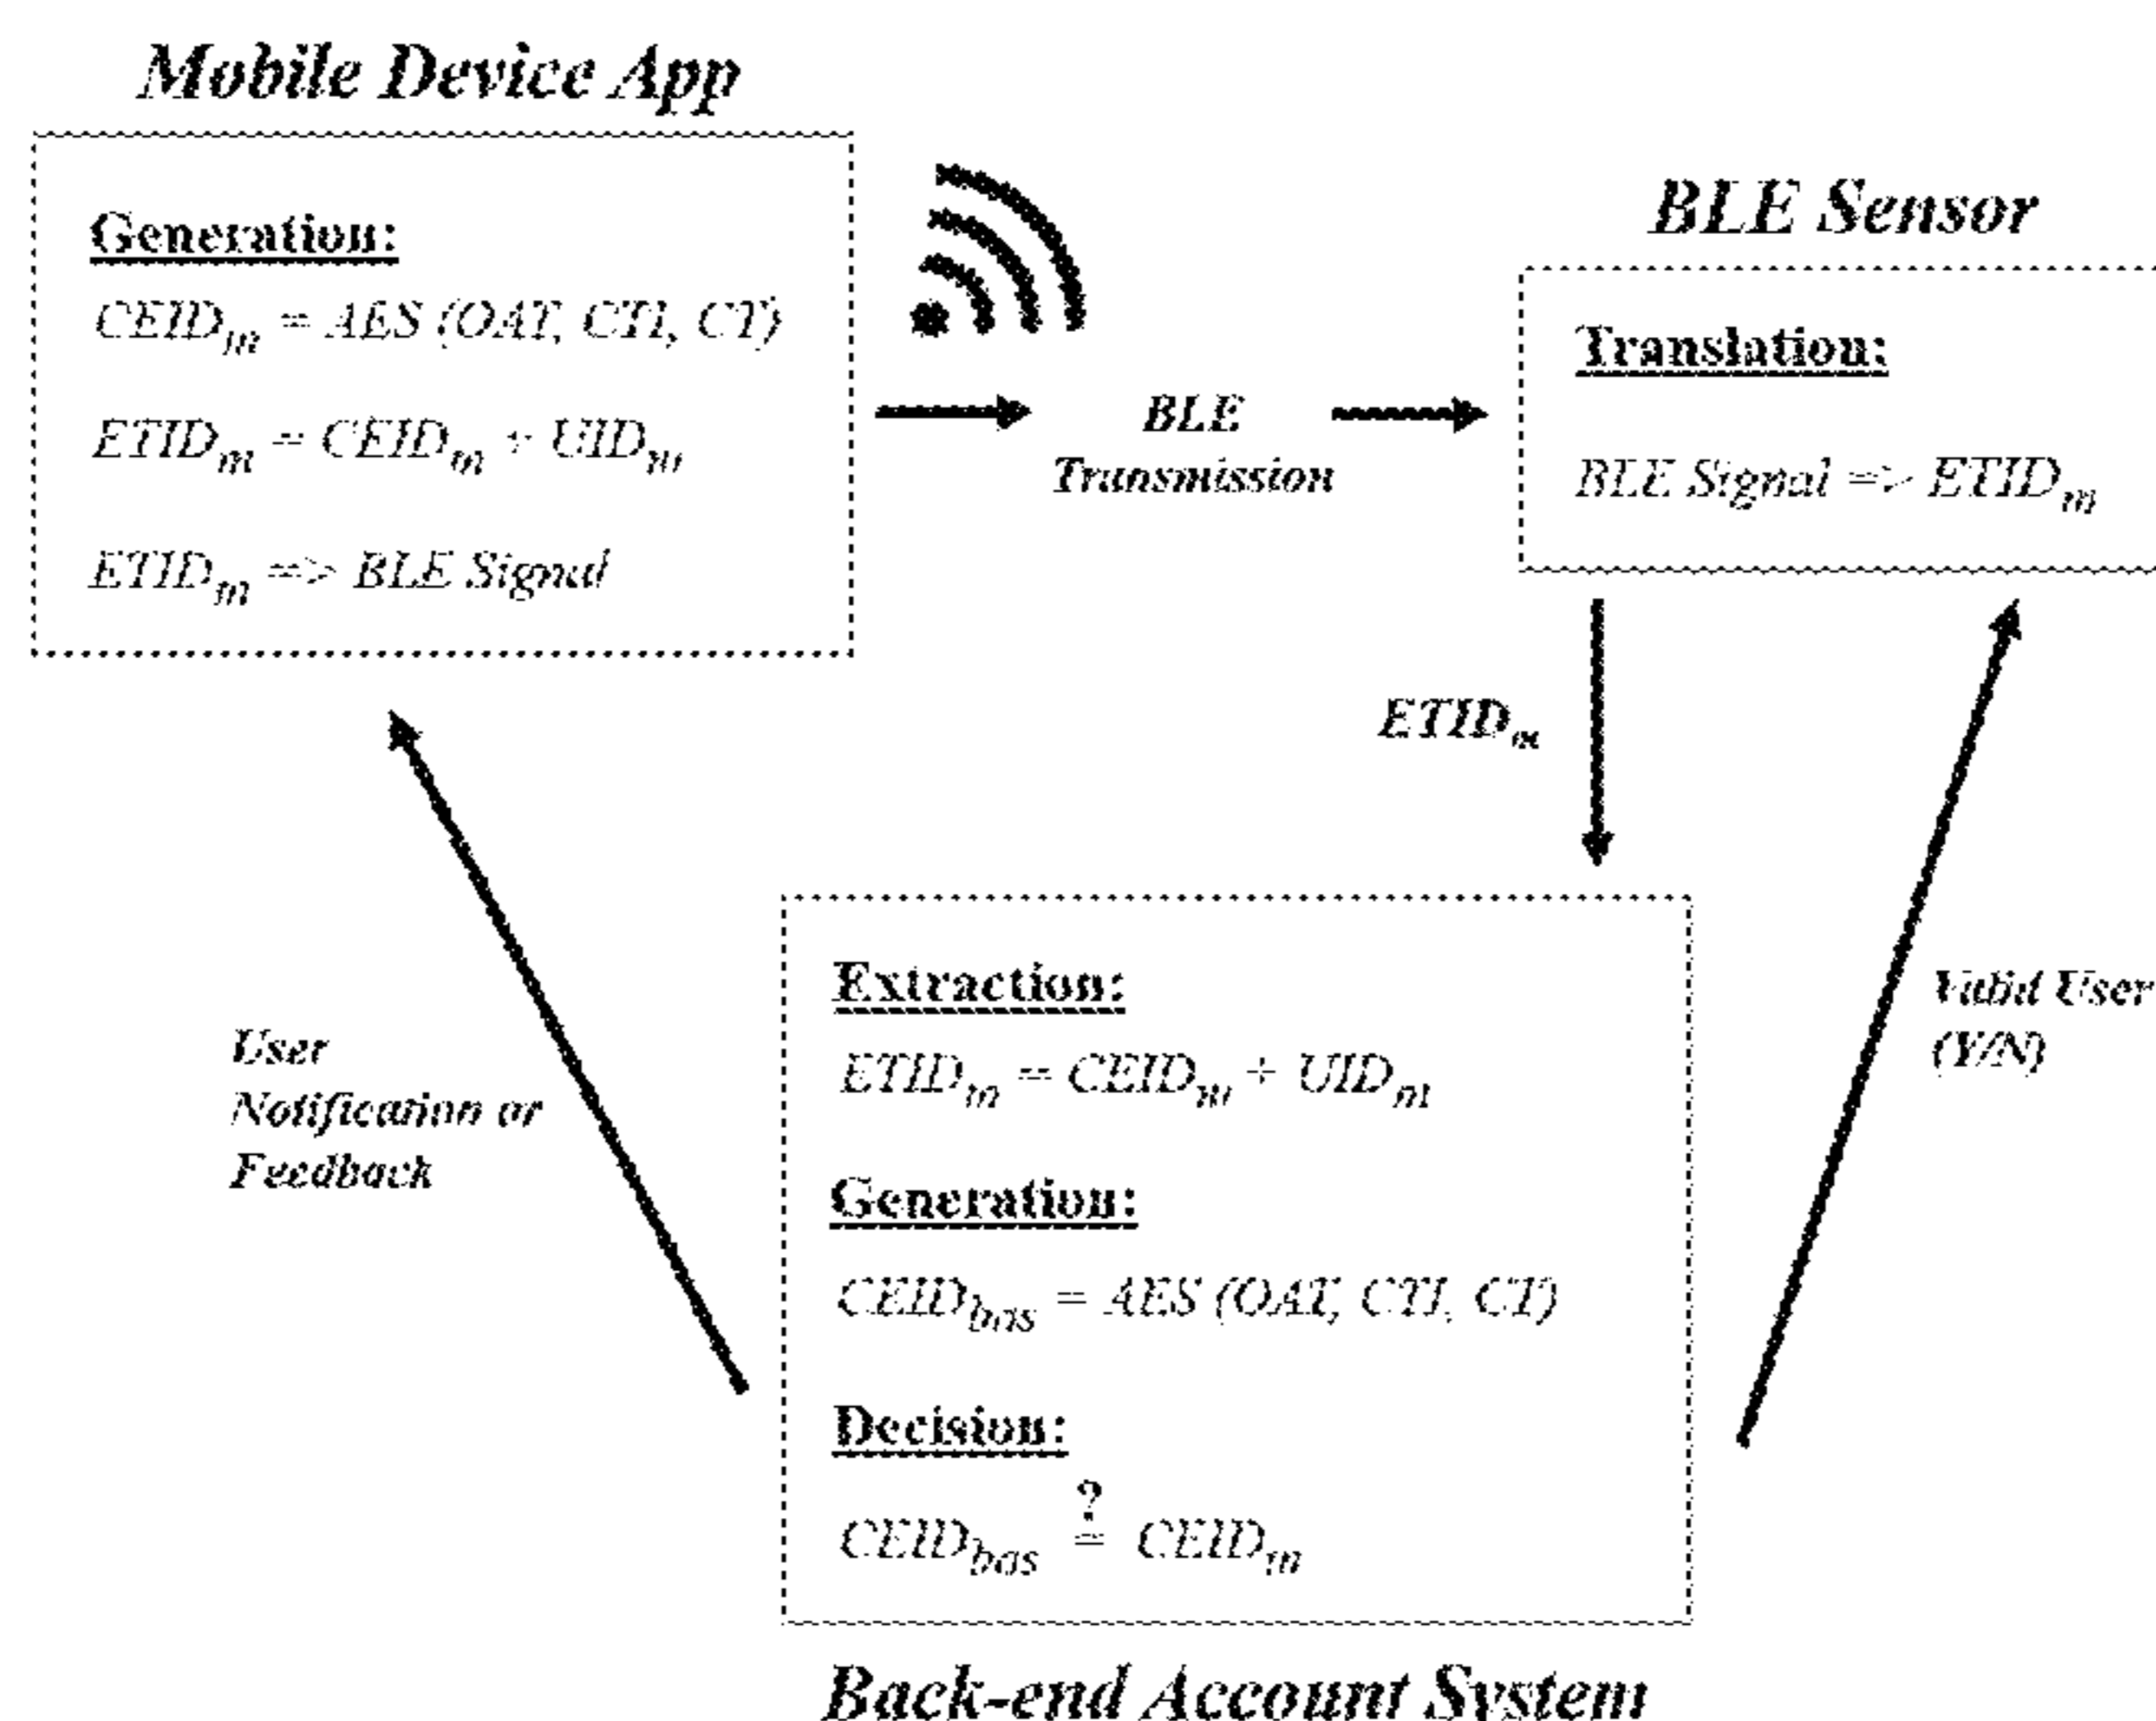 Mobile Device App
Generation:
CEID_m = AES (OAT, CTI, CT)
ETID_m = CEID_m + UID_m
ETID_m => BLE Signal
BLE
Transmission
BLE Sensor
Translation:
BLE Signal => ETID_m
ETID_m
Valid User
(Y/N)
User
Notification or
Feedback
Extraction:
ETID_m = CEID_m + UID_m
Generation:
CEID_bas = AES (OAT, CTI, CT)
Decision:
?
CEID_bas = CEID_m
Back-end Account System